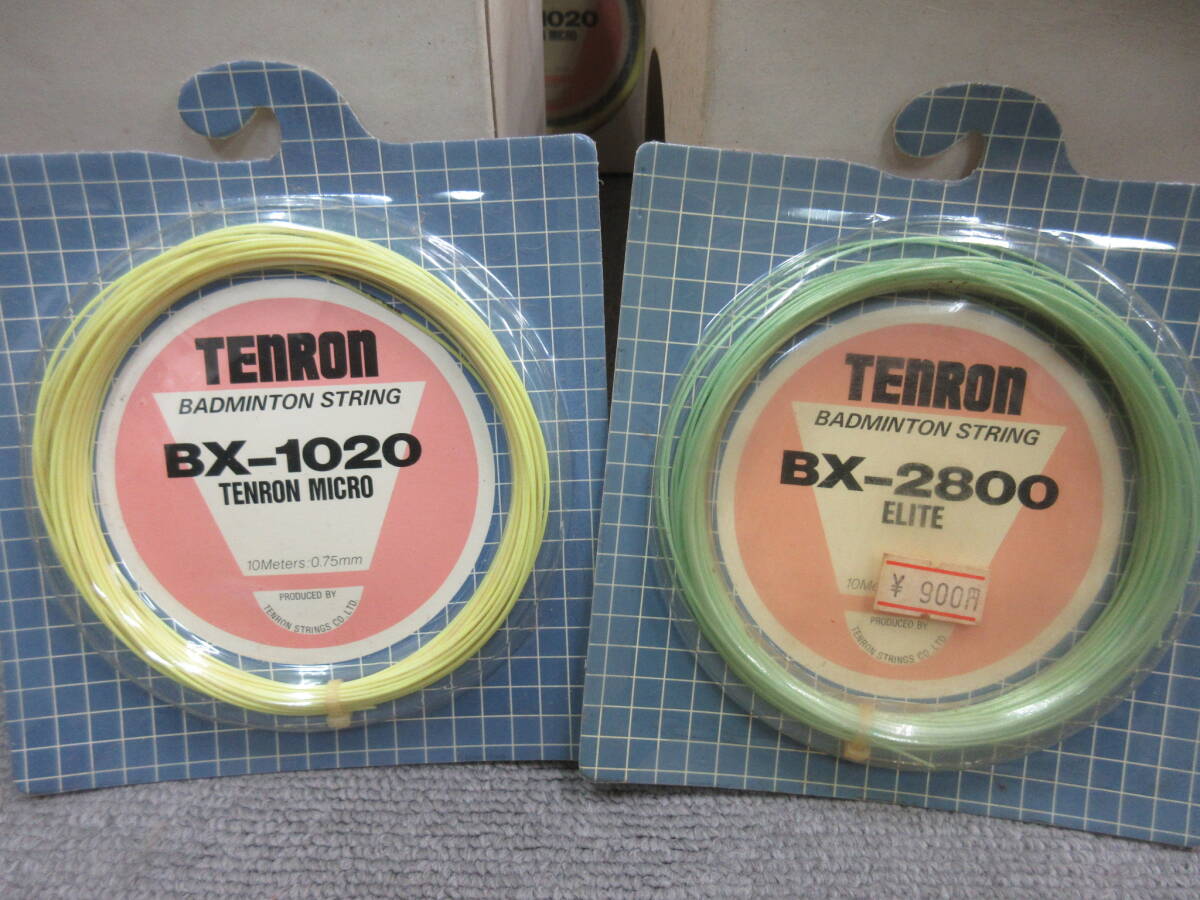 1020
TENRON
BADMINTON STRING
BX-1020
TENRON MICRO
10Meters:0.75mm
PRODUCED BY
TENRON STRINGS CO. LTD.
TENRON
BADMINTON STRING
BX-2800
ELITE
¥ 900円
PRODUCED BY
TENRON STRINGS CO. LTD.